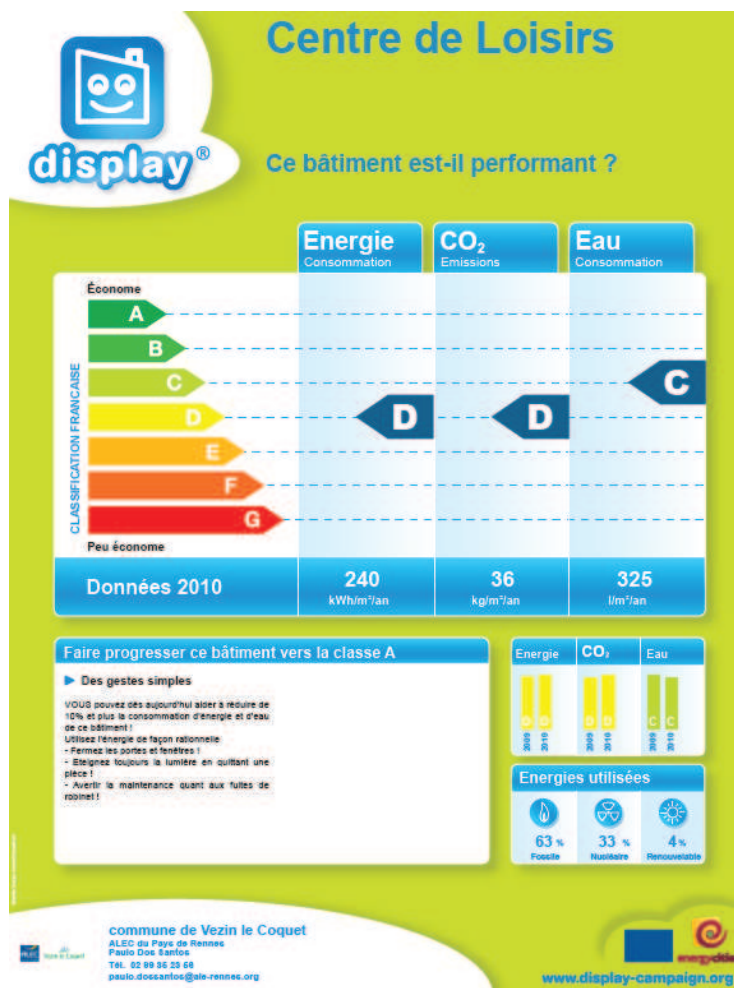 Centre de Loisirs
display®
Ce bâtiment est-il performant ?
Energie
Consommation
CO₂
Emissions
Eau
Consommation
Économe
A
B
C
D
E
F
G
CLASSIFICATION FRANCAISE
Peu économe
D
D
C
Données 2010
240
kWh/m²/an
36
kg/m²/an
325
l/m²/an
Faire progresser ce bâtiment vers la classe A
Des gestes simples
VOUS pouvez dès aujourd'hui aider à réduire de
10% et plus la consommation d'énergie et d'eau
de ce bâtiment !
Utilisez l'énergie de façon rationnelle
- Fermez les portes et fenêtres !
- Eteignez toujours la lumière en quittant une
pièce !
- Avertir la maintenance quant aux fuites de
robinet !
Energie
CO₂
Eau
D D
D D
C C
2009 2010
2009 2010
2009 2010
Energies utilisées
63 %
Fossile
33 %
Nucléaire
4 %
Renouvelable
commune de Vezin le Coquet
ALEC du Pays de Rennes
Paulo Dos Santos
Tél. 02 99 35 23 56
paulo.dossantos@ale-rennes.org
ALEC
Vezin le Coquet
www.display-campaign.org